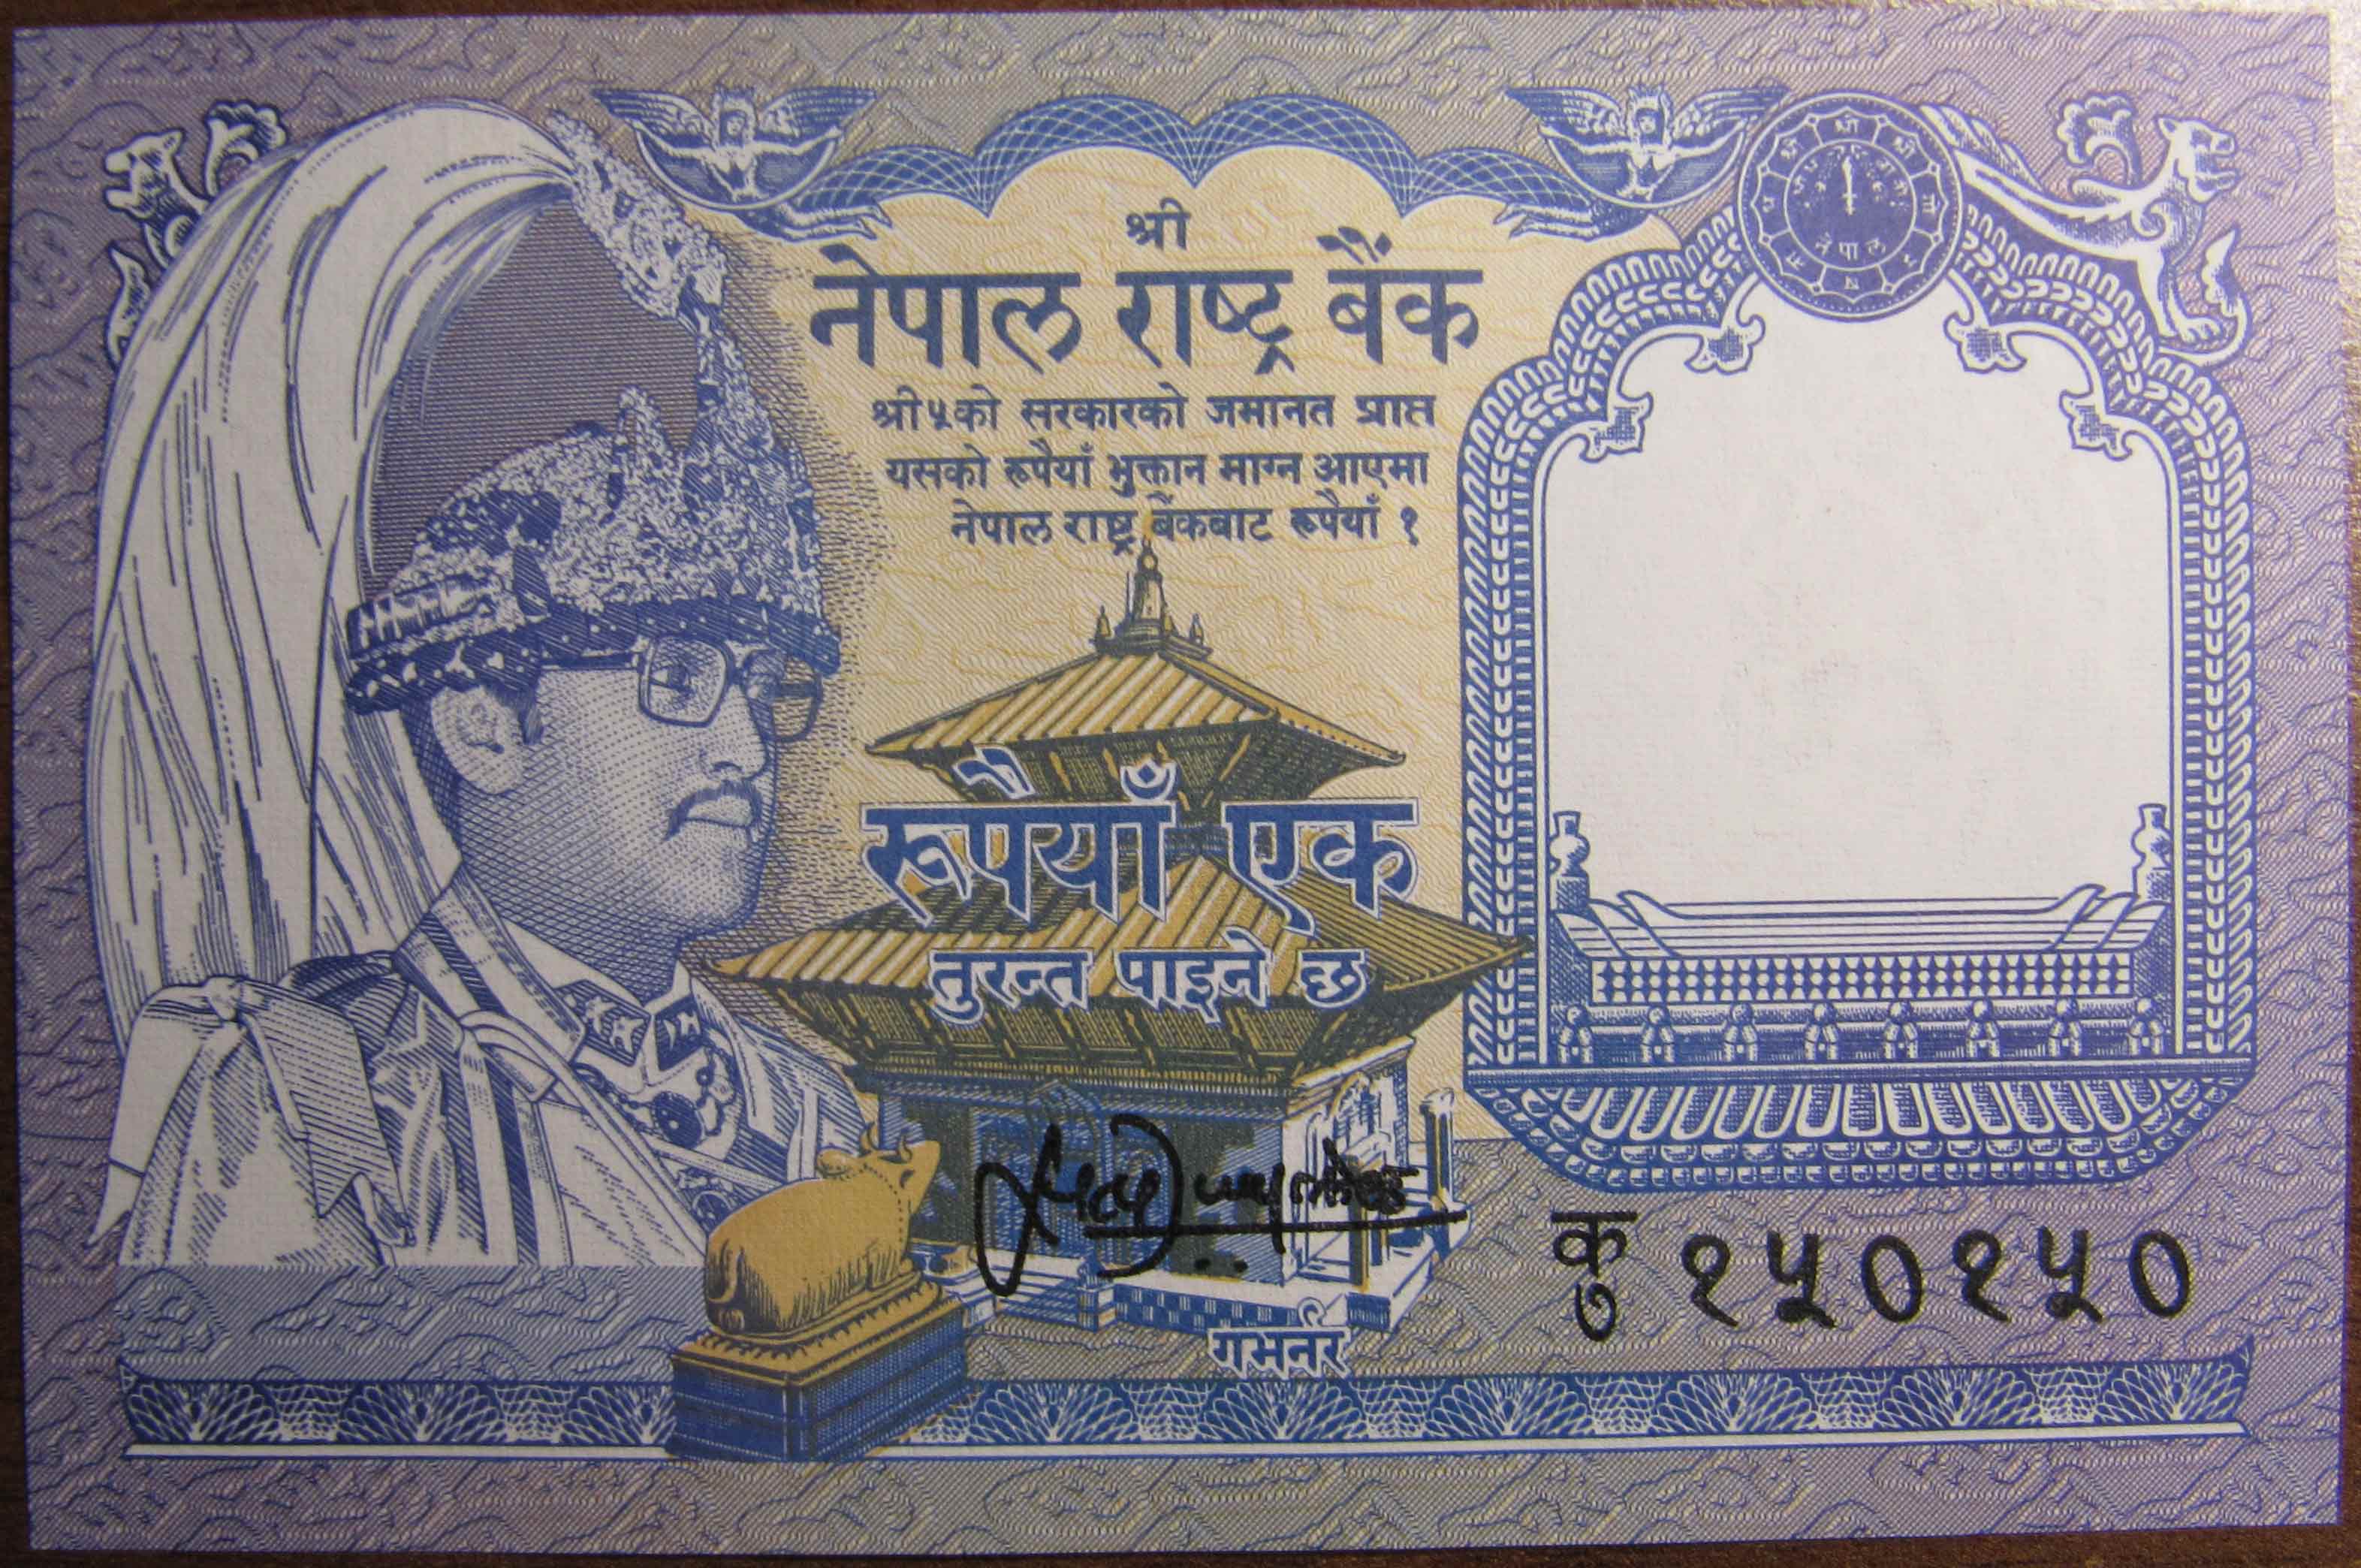 श्री
नेपाल राष्ट्र बैंक
श्री ५ को सरकारको जमानत प्राप्त
यसको रुपैयाँ भुक्तान माग्न आएमा
नेपाल राष्ट्र बैंकबाट रुपैयाँ १
रुपैयाँ एक
तुरन्त पाइने छ
गभर्नर
कु १५०१५०
नेपाल